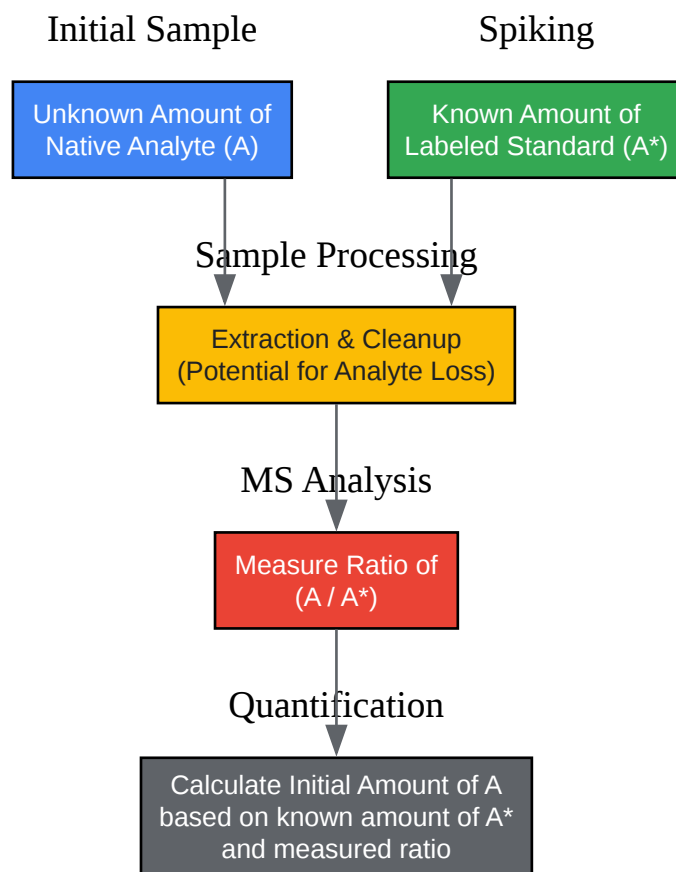 Initial Sample
Spiking
Unknown Amount of
Native Analyte (A)
Known Amount of
Labeled Standard (A*)
Sample Processing
Extraction & Cleanup
(Potential for Analyte Loss)
MS Analysis
Measure Ratio of
(A / A*)
Quantification
Calculate Initial Amount of A
based on known amount of A*
and measured ratio